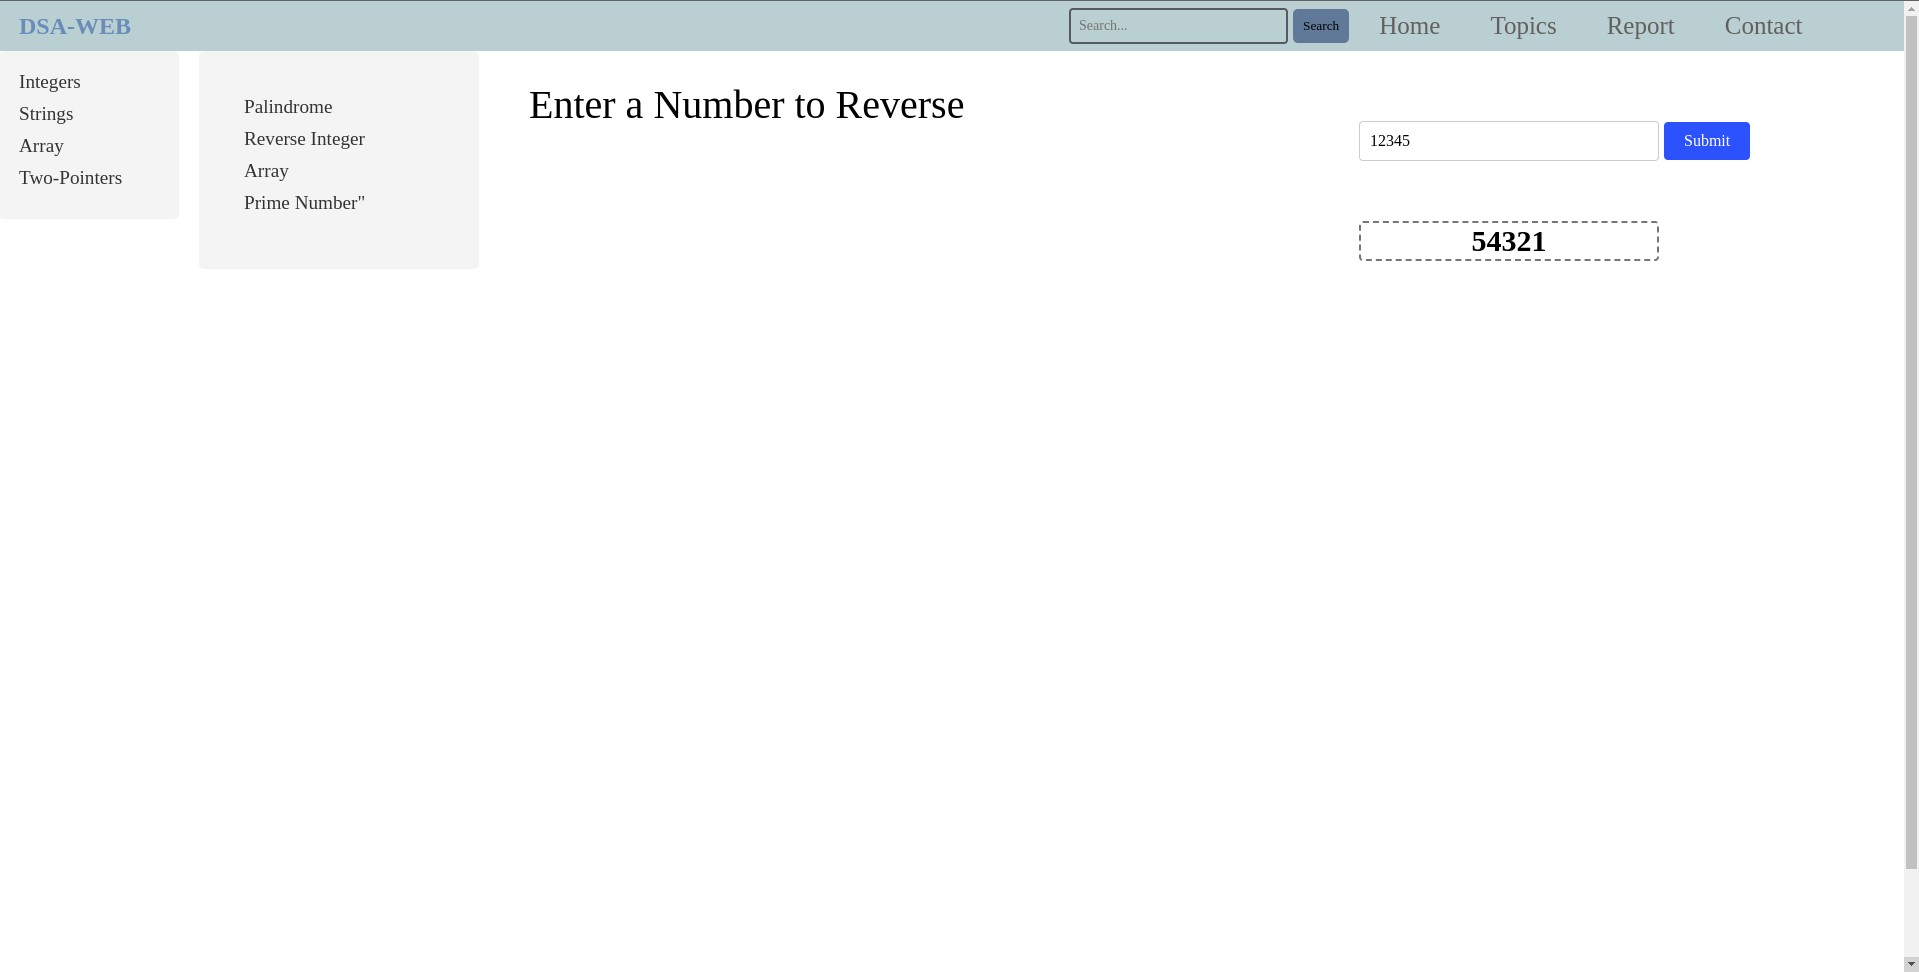 DSA-WEB
Search...
Search
Home
Topics
Report
Contact
Integers
Strings
Array
Two-Pointers
Palindrome
Reverse Integer
Array
Prime Number"
Enter a Number to Reverse
12345
Submit
54321